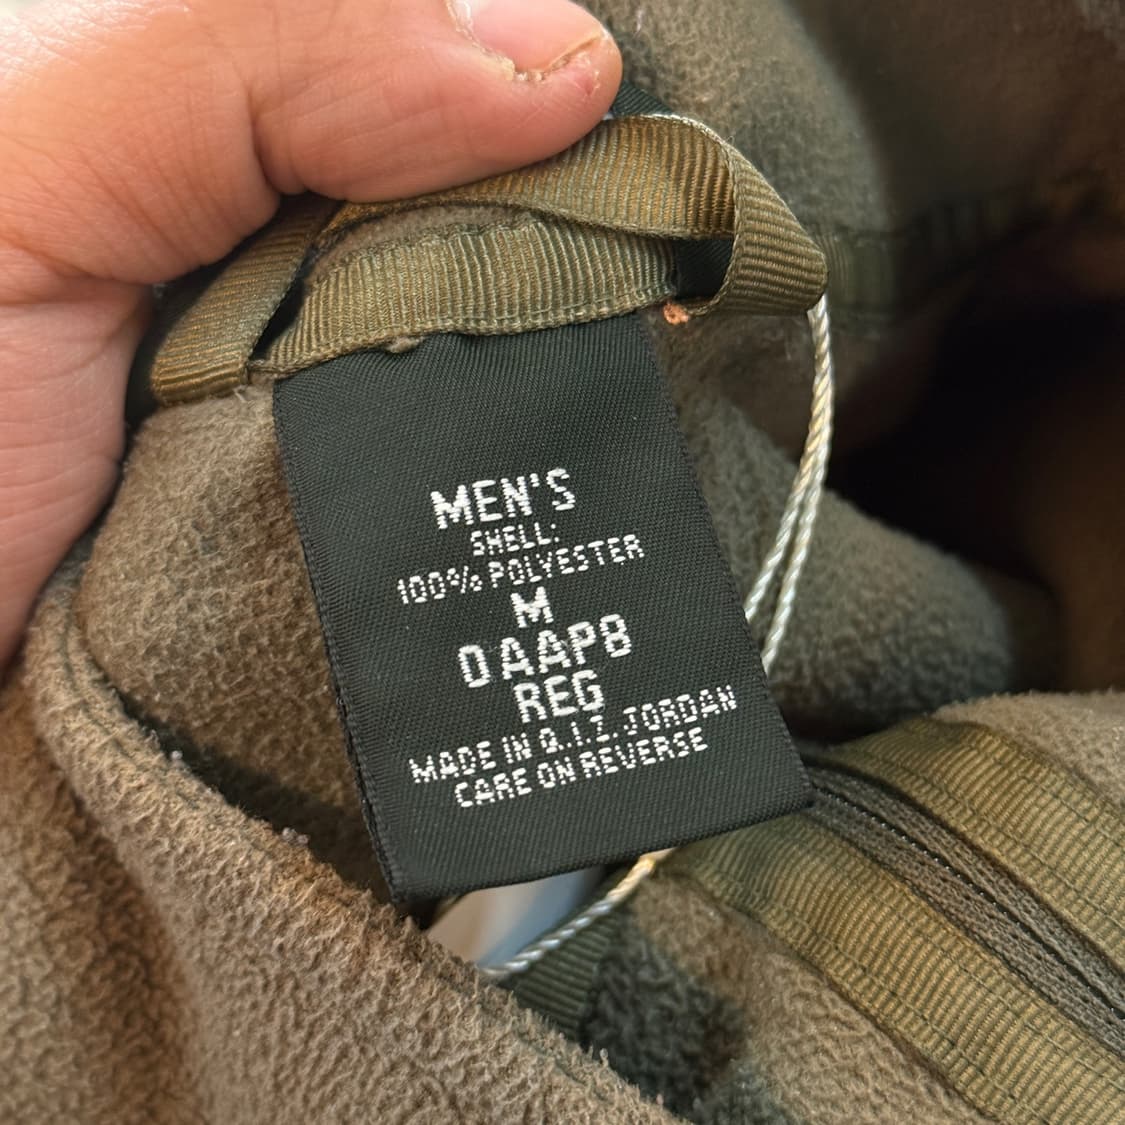 MEN'S
SHELL:
100% POLYESTER
M
0AAP8
REG
MADE IN Q.I.Z. JORDAN
CARE ON REVERSE